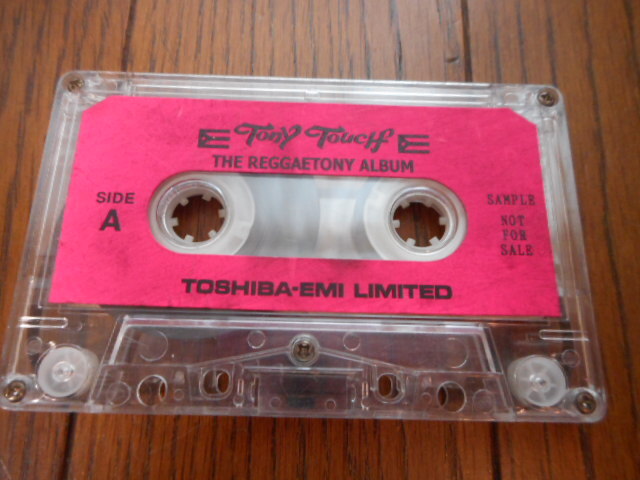 Tony Touch
THE REGGAETONY ALBUM
SIDE
A
SAMPLE
NOT
FOR
SALE
TOSHIBA-EMI LIMITED